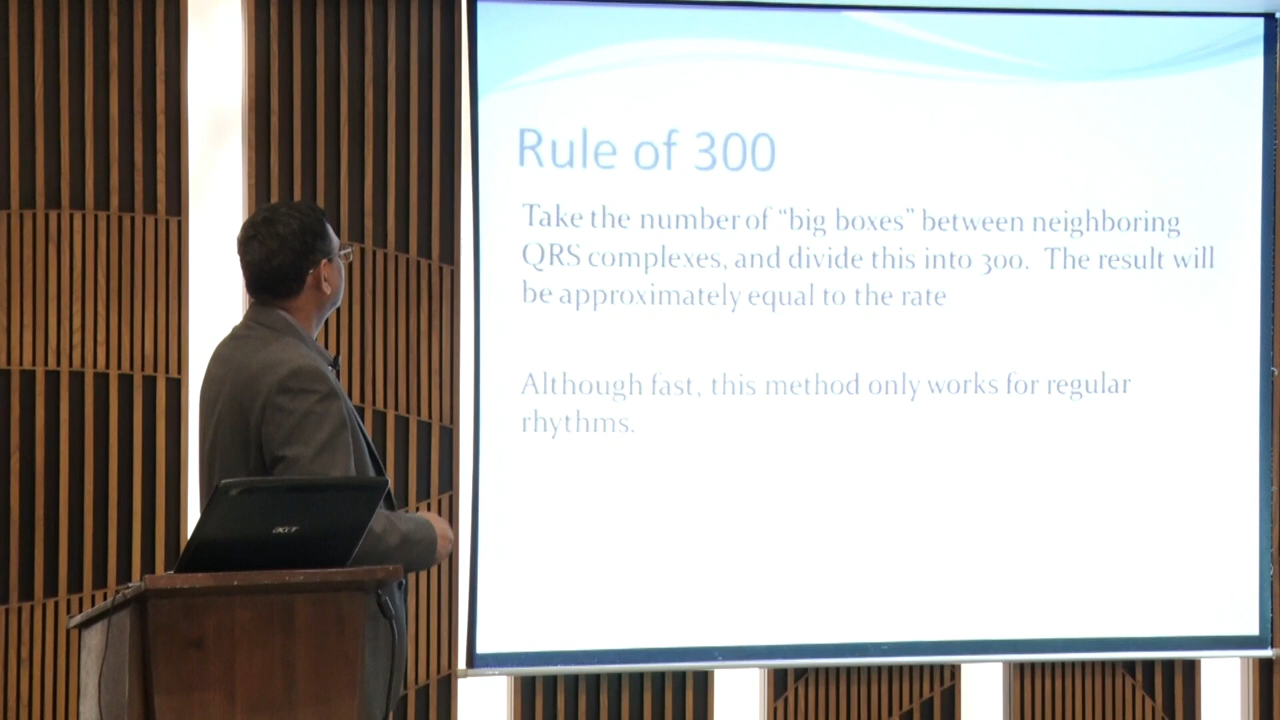 Rule of 300
Take the number of “big boxes” between neighboring
QRS complexes, and divide this into 300. The result will
be approximately equal to the rate
Although fast, this method only works for regular
rhythms.
acer